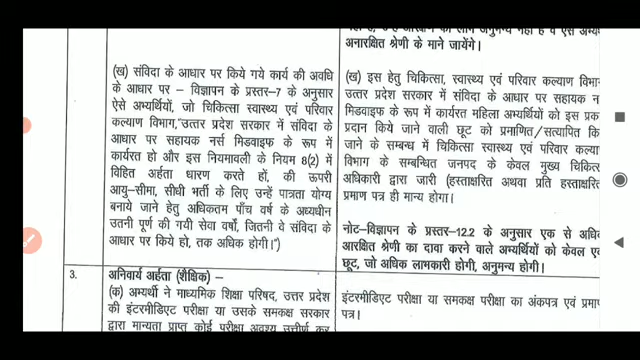 अनारक्षित श्रेणी के माने जायेंगे।
(ख) संविदा के आधार पर किये गये कार्य की अवधि
के आधार पर – विज्ञापन के प्रस्तर–7 के अनुसार
ऐसे अभ्यर्थियों, जो चिकित्सा स्वास्थ्य एवं परिवार
कल्याण विभाग,"उत्तर प्रदेश सरकार में संविदा के
आधार पर सहायक नर्स मिडवाइफ के रूप में
कार्यरत हो और इस नियमावली के नियम 8(2) में
विहित अर्हता धारण करते हों, की ऊपरी
आयु-सीमा, सीधी भर्ती के लिए उन्हें पात्रता योग्य
बनाये जाने हेतु अधिकतम पाँच वर्ष के अध्यधीन
उतनी पूर्ण की गयी सेवा वर्षों, जितनी वे संविदा के
आधार पर किये हो, तक अधिक होगी।")
(ख) इस हेतु चिकित्सा, स्वास्थ्य एवं परिवार कल्याण विभाग
उत्तर प्रदेश सरकार में संविदा के आधार पर सहायक न
मिडवाइफ के रूप में कार्यरत महिला अभ्यर्थियों को इस प्रका
प्रदान किये जाने वाली छूट को प्रमाणित/सत्यापित कि
जाने के सम्बन्ध में चिकित्सा स्वास्थ्य एवं परिवार कल्या
विभाग के सम्बन्धित जनपद के केवल मुख्य चिकित्
अधिकारी द्वारा जारी (हस्ताक्षरित अथवा प्रति हस्ताक्षरित
प्रमाण पत्र ही मान्य होगा।
नोट–विज्ञापन के प्रस्तर–12.2 के अनुसार एक से अधि
आरक्षित श्रेणी का दावा करने वाले अभ्यर्थियों को केवल एक
छूट, जो अधिक लाभकारी होगी, अनुमन्य होगी।
3. अनिवार्य अर्हता (शैक्षिक) –
(क) अभ्यर्थी ने माध्यमिक शिक्षा परिषद, उत्तर प्रदेश
की इंटरमीडिएट परीक्षा या उसके समकक्ष सरकार
द्वारा मान्यता प्राप्त कोई परीक्षा अवश्य उत्तीर्ण कर
इंटरमीडिएट परीक्षा या समकक्ष परीक्षा का अंकपत्र एवं प्रमाण
पत्र।